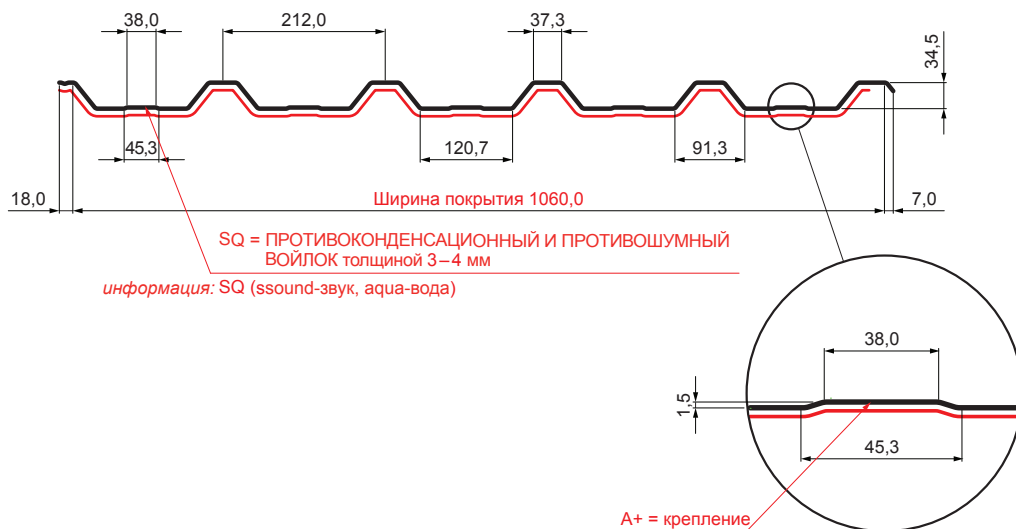 38,0
212,0
37,3
34,5
45,3
120,7
91,3
18,0
Ширина покрытия 1060,0
7,0
SQ = ПРОТИВОКОНДЕНСАЦИОННЫЙ И ПРОТИВОШУМНЫЙ
ВОЙЛОК толщиной 3–4 мм
информация: SQ (ssound-звук, aqua-вода)
38,0
1,5
45,3
A+ = крепление